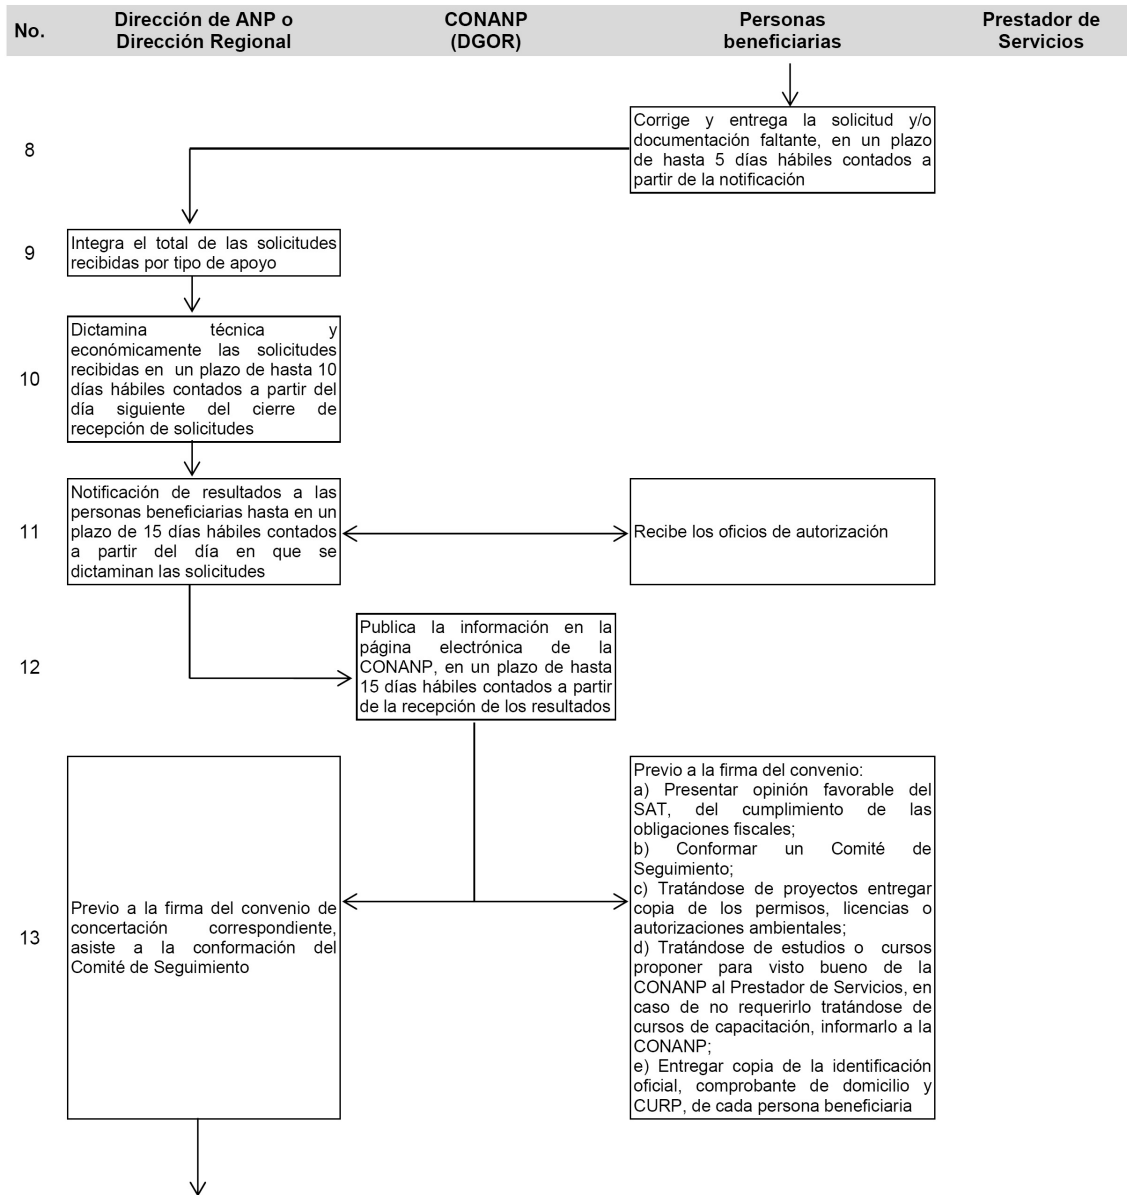 No.
Dirección de ANP o
Dirección Regional
CONANP
(DGOR)
Personas
beneficiarias
Prestador de
Servicios
8
Corrige y entrega la solicitud y/o
documentación faltante, en un plazo
de hasta 5 días hábiles contados a
partir de la notificación
9
Integra el total de las solicitudes
recibidas por tipo de apoyo
10
Dictamina técnica y
económicamente las solicitudes
recibidas en un plazo de hasta 10
días hábiles contados a partir del
día siguiente del cierre de
recepción de solicitudes
11
Notificación de resultados a las
personas beneficiarias hasta en un
plazo de 15 días hábiles contados
a partir del día en que se
dictaminan las solicitudes
Recibe los oficios de autorización
12
Publica la información en la
página electrónica de la
CONANP, en un plazo de hasta
15 días hábiles contados a partir
de la recepción de los resultados
13
Previo a la firma del convenio de
concertación correspondiente,
asiste a la conformación del
Comité de Seguimiento
Previo a la firma del convenio:
a) Presentar opinión favorable del
SAT, del cumplimiento de las
obligaciones fiscales;
b) Conformar un Comité de
Seguimiento;
c) Tratándose de proyectos entregar
copia de los permisos, licencias o
autorizaciones ambientales;
d) Tratándose de estudios o cursos
proponer para visto bueno de la
CONANP al Prestador de Servicios, en
caso de no requerirlo tratándose de
cursos de capacitación, informarlo a la
CONANP;
e) Entregar copia de la identificación
oficial, comprobante de domicilio y
CURP, de cada persona beneficiaria